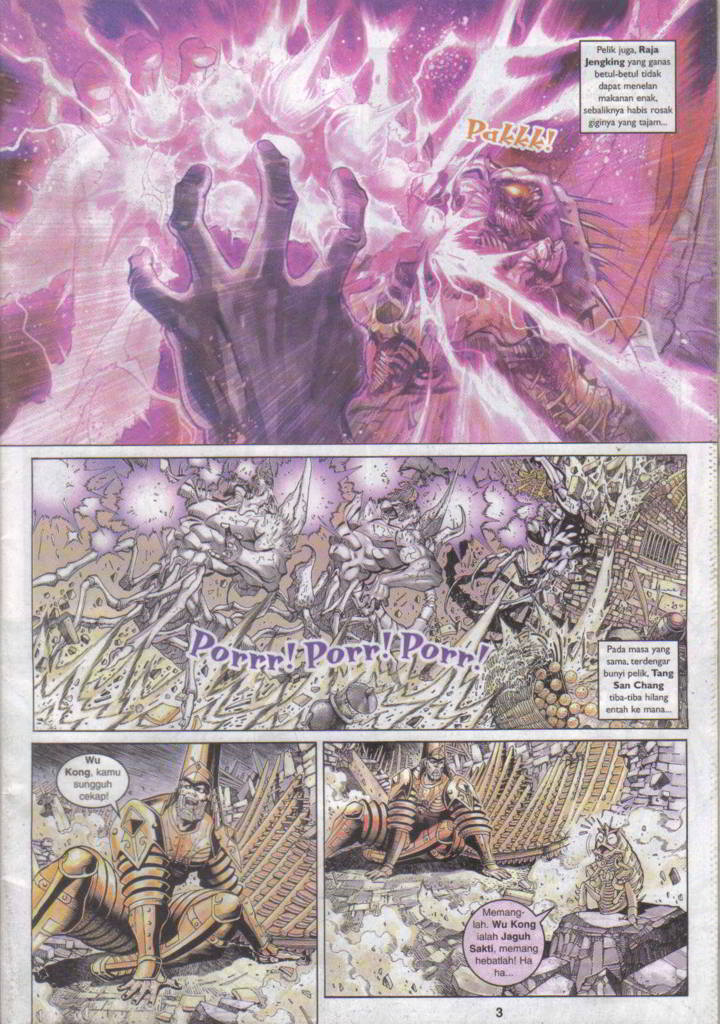 Pelik juga, Raja
Jengking yang ganas
betul-betul tidak
dapat menelan
makanan enak,
sebaliknya habis rosak
giginya yang tajam...
Pakkk!
Porrr! Porr! Porr!
Pada masa yang
sama, terdengar
bunyi pelik, Tang
San Chang
tiba-tiba hilang
entah ke mana...
Wu
Kong, kamu
sungguh
cekap!
Memang-
lah. Wu Kong
ialah Jaguh
Sakti, memang
hebatlah! Ha
ha...
3